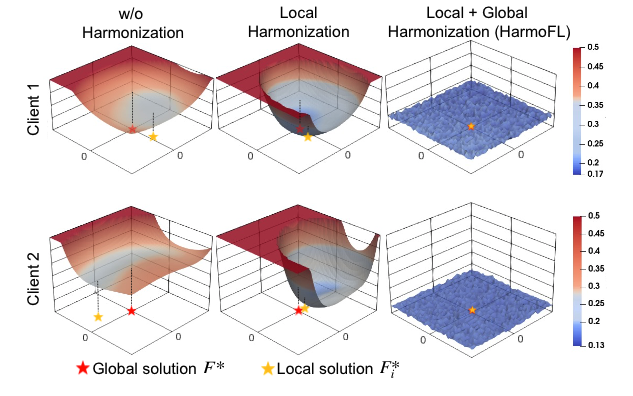 w/o
Harmonization
Local
Harmonization
Local + Global
Harmonization (HarmoFL)
Client 1
0
0
0
0
0
0
0.5
0.45
0.4
0.35
0.3
0.25
0.2
0.17
Client 2
0
0
0
0
0
0
0.5
0.45
0.4
0.35
0.3
0.25
0.2
0.13
Global solution F*
Local solution F_i^*